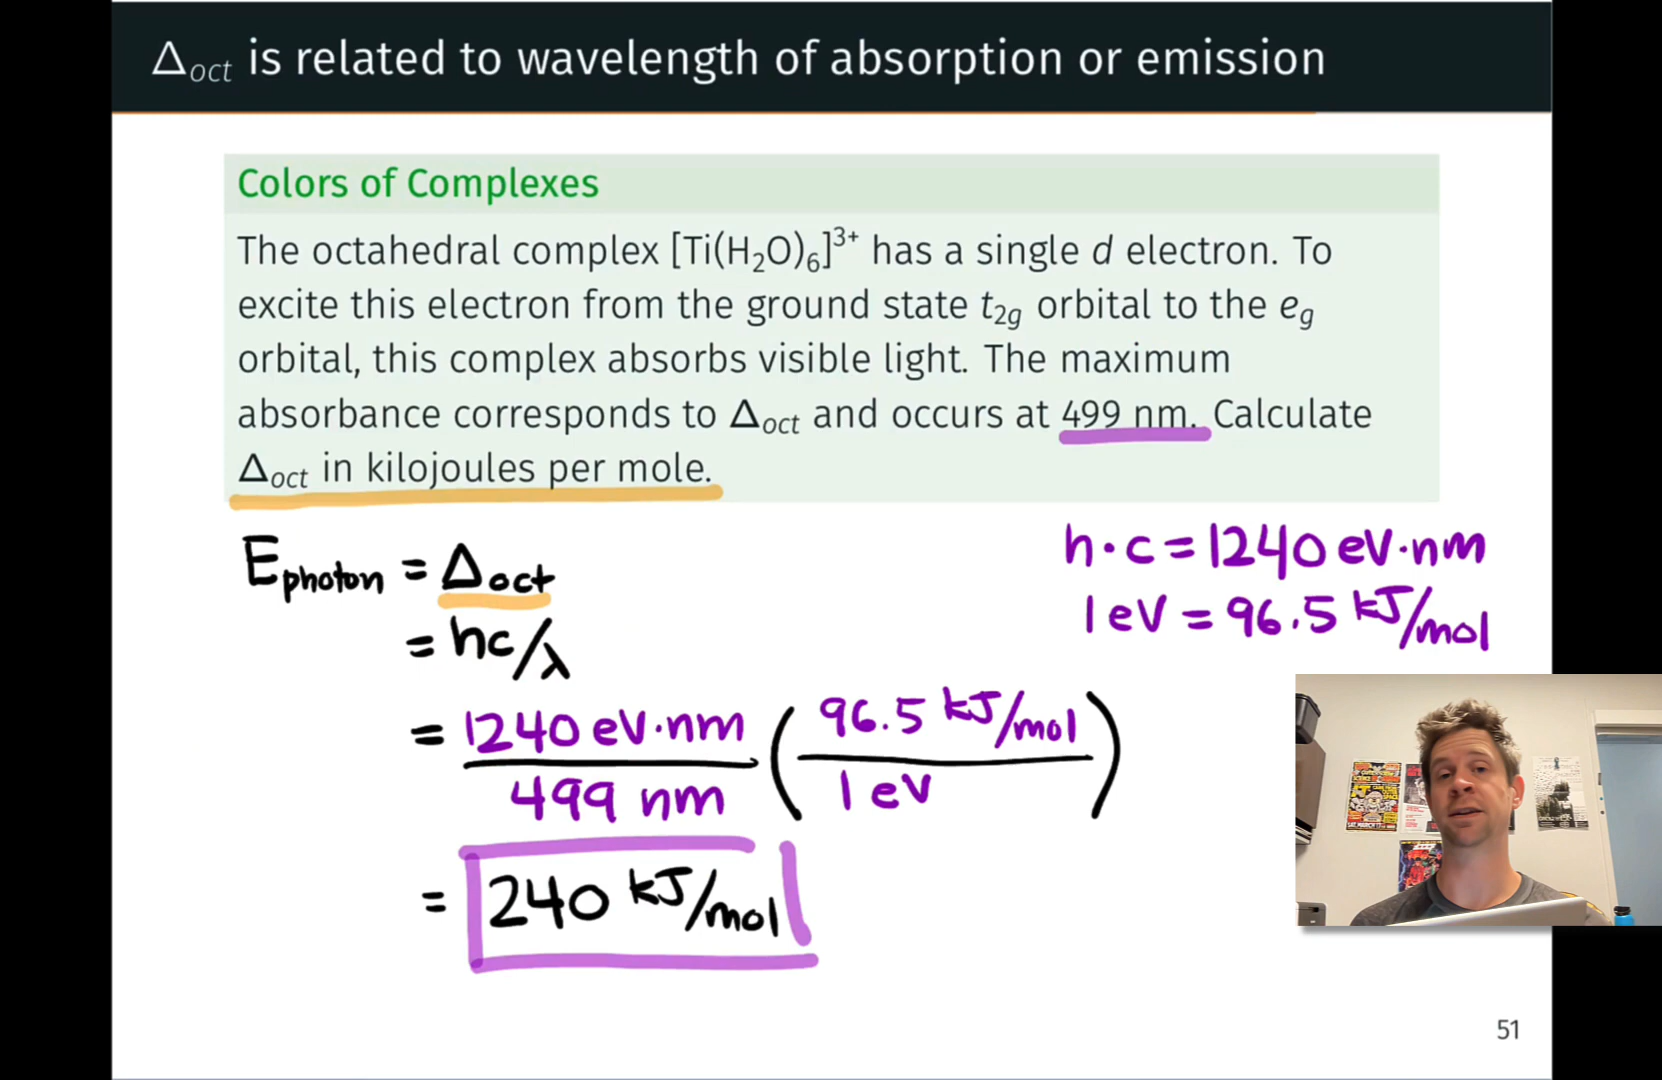 Δoct is related to wavelength of absorption or emission
Colors of Complexes
The octahedral complex [Ti(H₂O)₆]³⁺ has a single d electron. To
excite this electron from the ground state t₂g orbital to the eg
orbital, this complex absorbs visible light. The maximum
absorbance corresponds to Δoct and occurs at 499 nm. Calculate
Δoct in kilojoules per mole.
Ephoton = Δoct
= hc/λ
= 1240 eV·nm / 499 nm (96.5 kJ/mol / 1 eV)
= 240 kJ/mol
h·c = 1240 eV·nm
1 eV = 96.5 kJ/mol
51